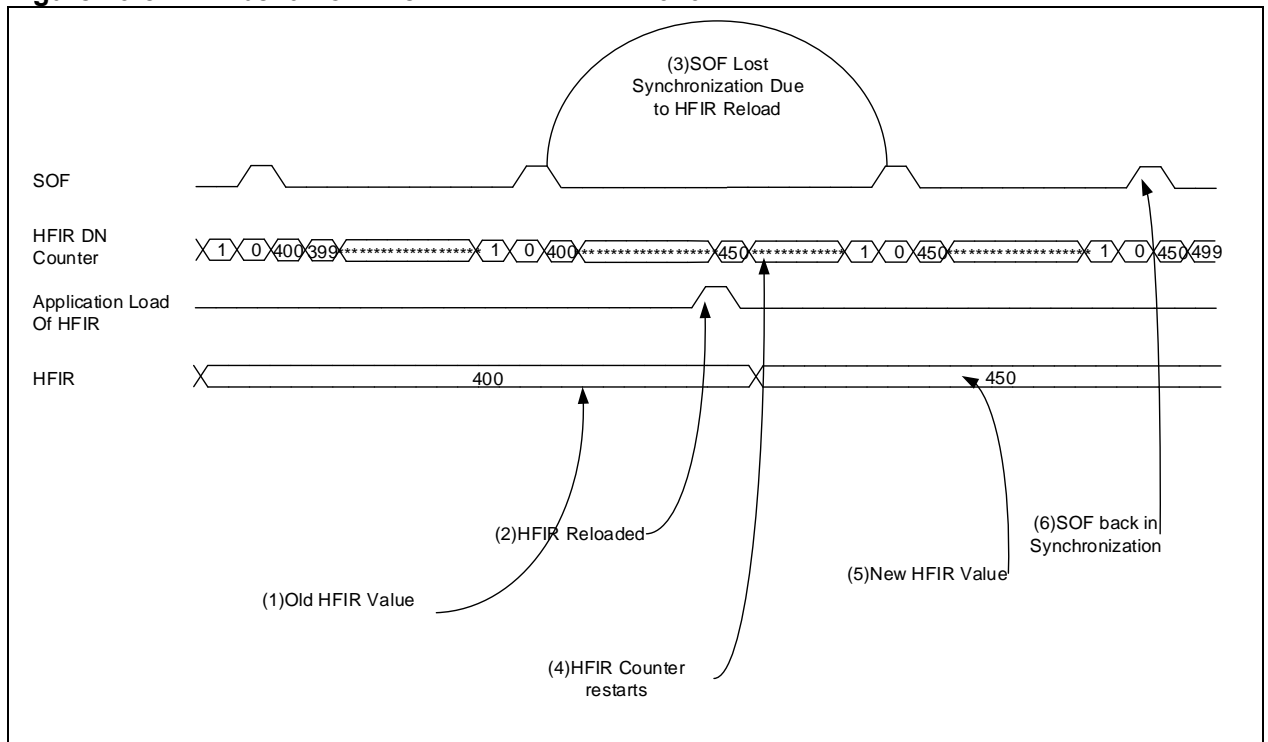 (3)SOF Lost
Synchronization Due
to HFIR Reload
SOF
HFIR DN
Counter
1 0 400 399 ***************** 1 0 400 ***************** 450 *********** 1 0 450 ***************** 1 0 450 499
Application Load
Of HFIR
HFIR
400
450
(2)HFIR Reloaded
(6)SOF back in
Synchronization
(5)New HFIR Value
(1)Old HFIR Value
(4)HFIR Counter
restarts